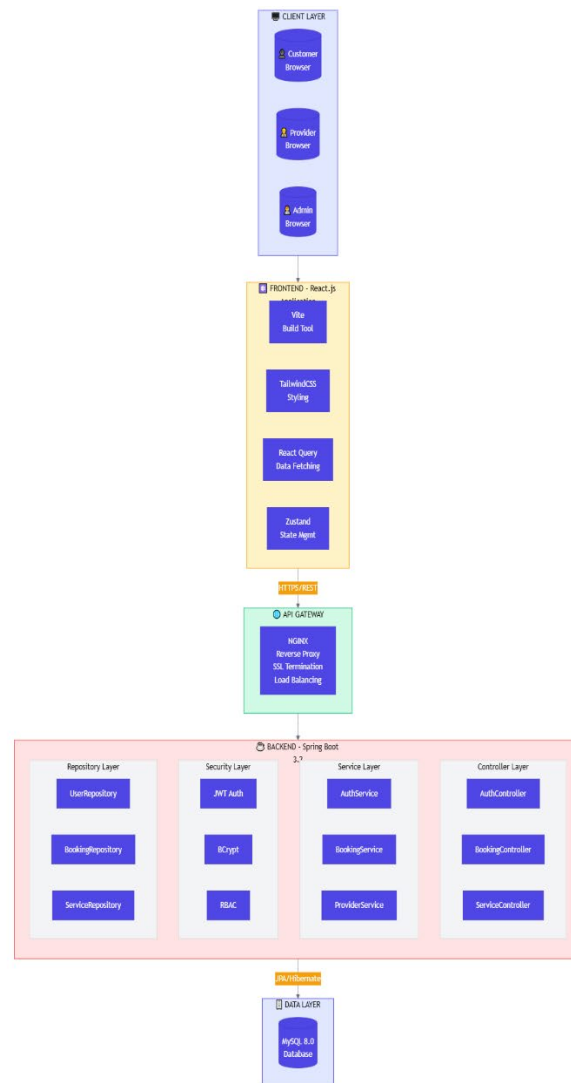 CLIENT LAYER
Customer
Browser
Provider
Browser
Admin
Browser
FRONTEND - React.js
Application
Vite
Build Tool
TailwindCSS
Styling
React Query
Data Fetching
Zustand
State Mgmt
HTTPS/REST
API GATEWAY
NGINX
Reverse Proxy
SSL Termination
Load Balancing
BACKEND - Spring Boot
Repository Layer
UserRepository
BookingRepository
ServiceRepository
Security Layer
JWT Auth
BCrypt
RBAC
Service Layer
AuthService
BookingService
ProviderService
Controller Layer
AuthController
BookingController
ServiceController
JPA/Hibernate
DATA LAYER
MySQL 8.0
Database